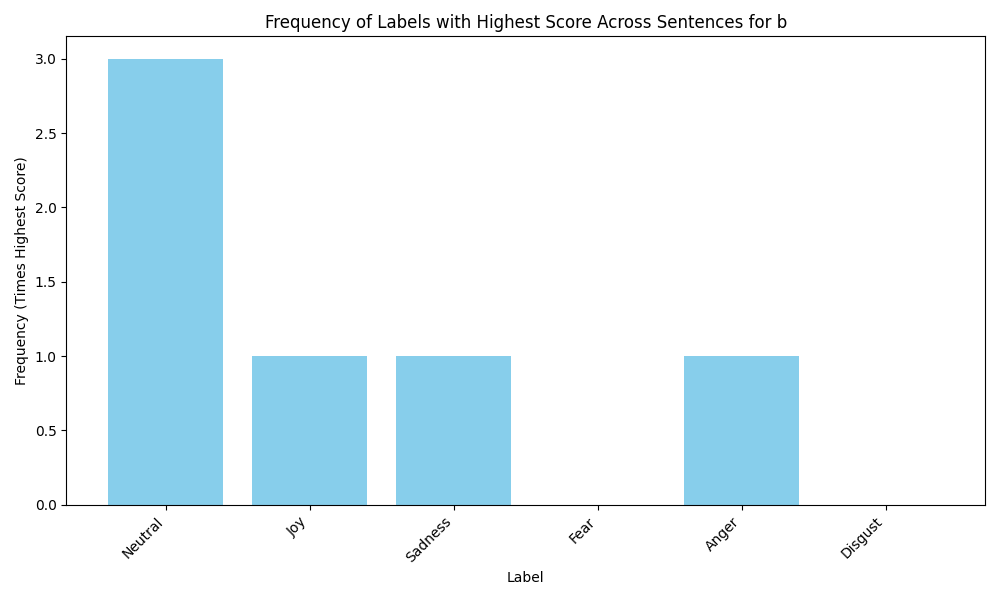 Frequency of Labels with Highest Score Across Sentences for b
Frequency (Times Highest Score)
3.0
2.5
2.0
1.5
1.0
0.5
0.0
Neutral
Joy
Sadness
Fear
Anger
Disgust
Label